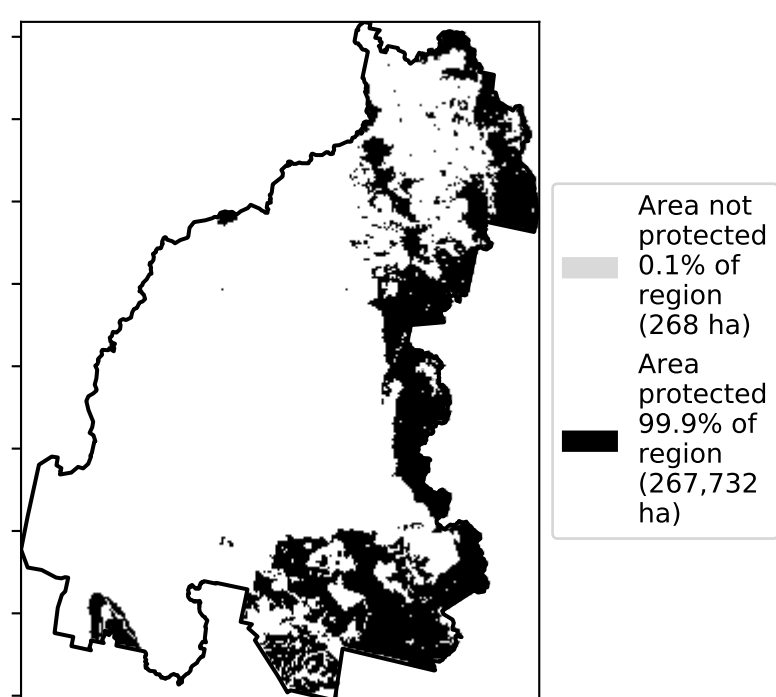 Area not
protected
0.1% of
region
(268 ha)
Area
protected
99.9% of
region
(267,732
ha)